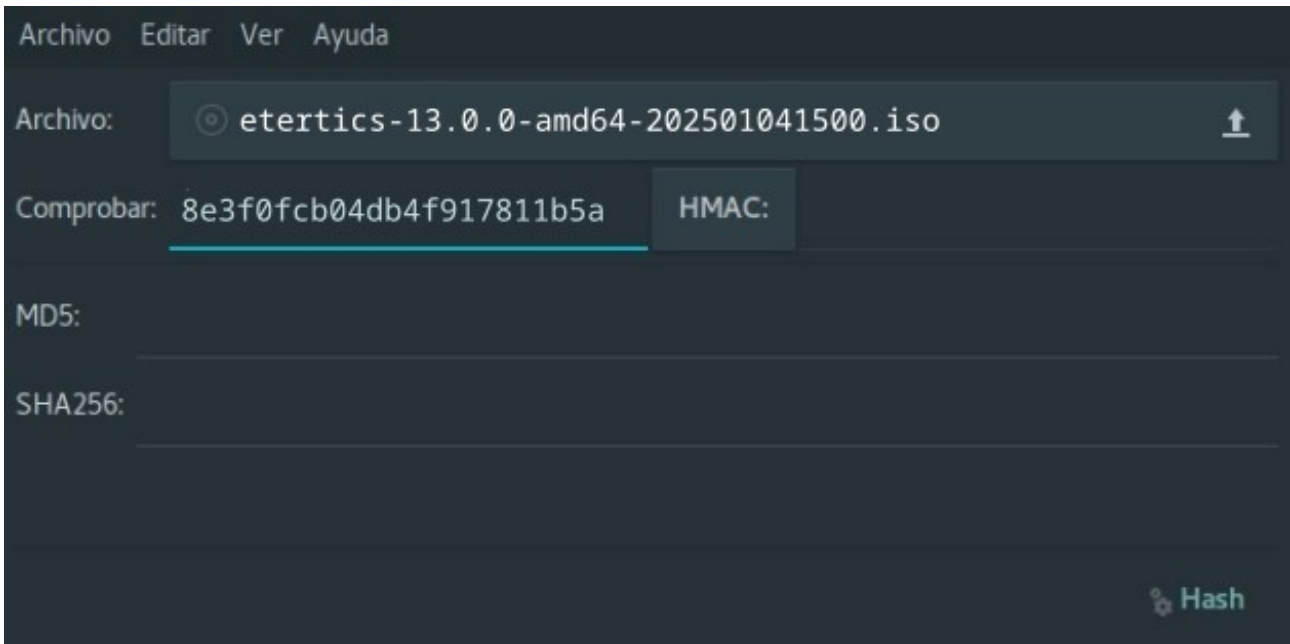 Archivo Editar Ver Ayuda
Archivo: etertics-13.0.0-amd64-202501041500.iso
Comprobar: 8e3f0fcb04db4f917811b5a HMAC:
MD5:
SHA256:
Hash